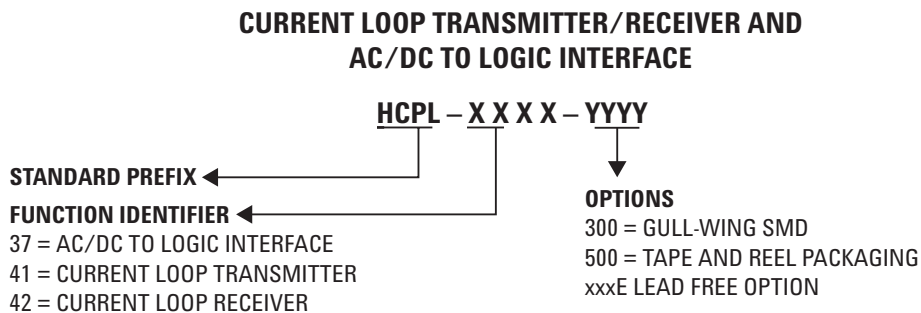 CURRENT LOOP TRANSMITTER/RECEIVER AND
AC/DC TO LOGIC INTERFACE
HCPL – X X X X – YYYY
STANDARD PREFIX
FUNCTION IDENTIFIER
37 = AC/DC TO LOGIC INTERFACE
41 = CURRENT LOOP TRANSMITTER
42 = CURRENT LOOP RECEIVER
OPTIONS
300 = GULL-WING SMD
500 = TAPE AND REEL PACKAGING
xxxE LEAD FREE OPTION